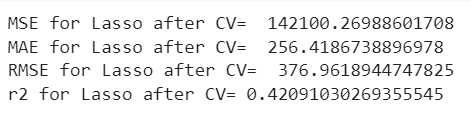 MSE for Lasso after CV=  142100.26988601708
MAE for Lasso after CV=  256.4186738896978
RMSE for Lasso after CV=  376.9618944747825
r2 for Lasso after CV= 0.42091030269355545